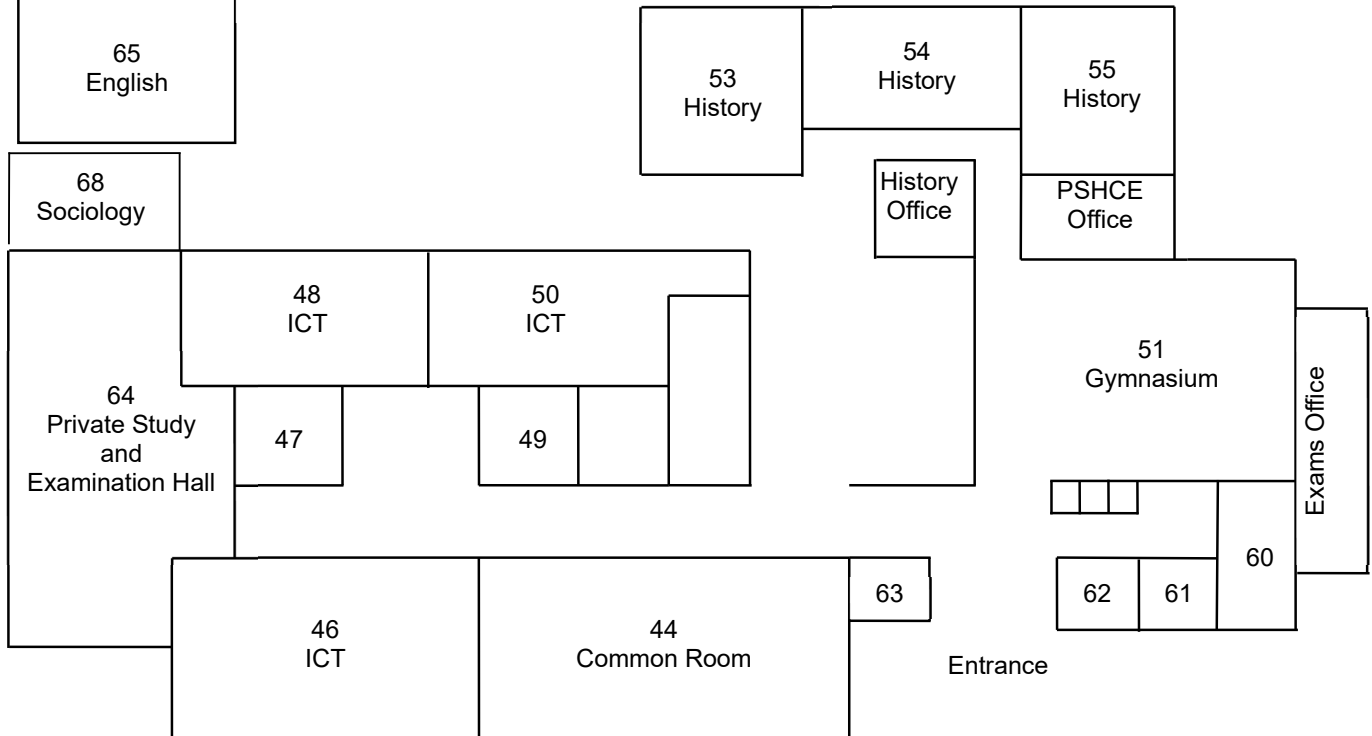 65
English
53
History
54
History
55
History
68
Sociology
History
Office
PSHCE
Office
48
ICT
50
ICT
51
Gymnasium
64
Private Study
and
Examination Hall
47
49
Exams Office
60
63
62
61
46
ICT
44
Common Room
Entrance